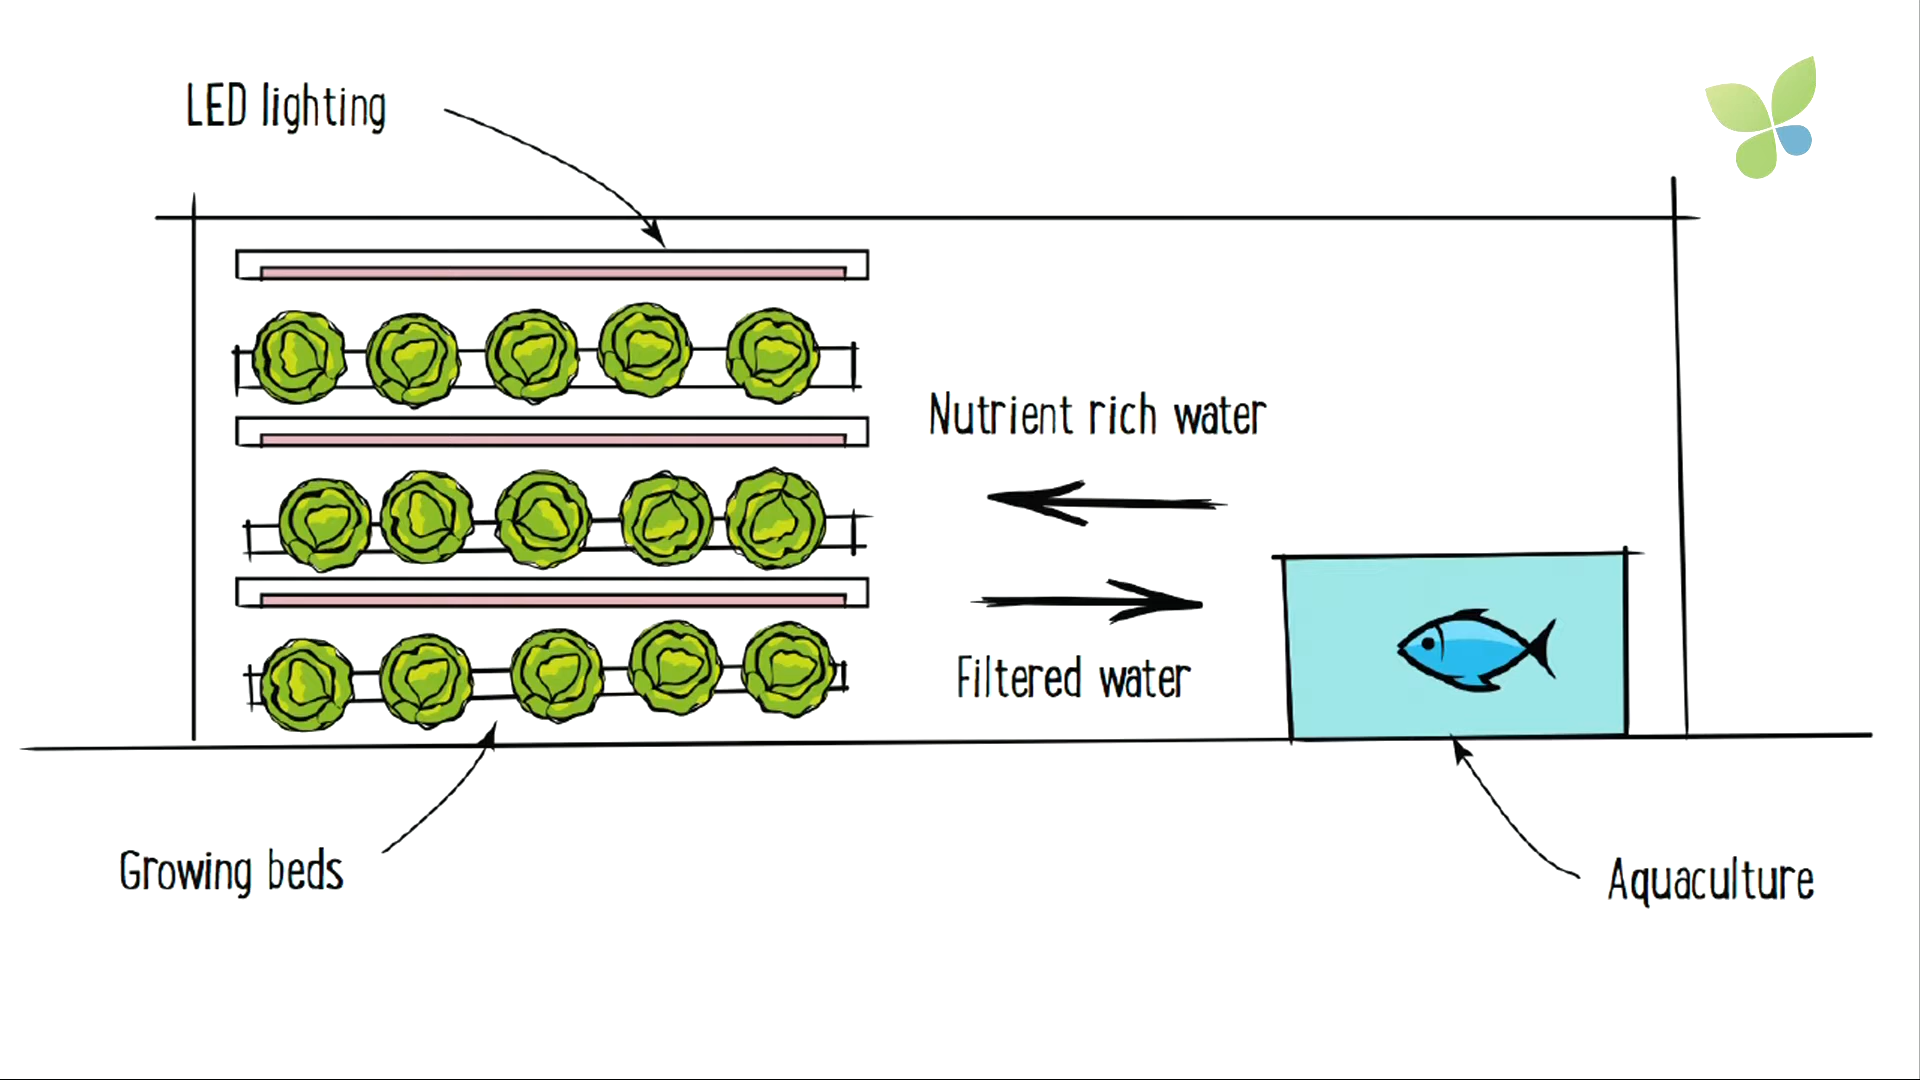 LED lighting
Nutrient rich water
Filtered water
Growing beds
Aquaculture